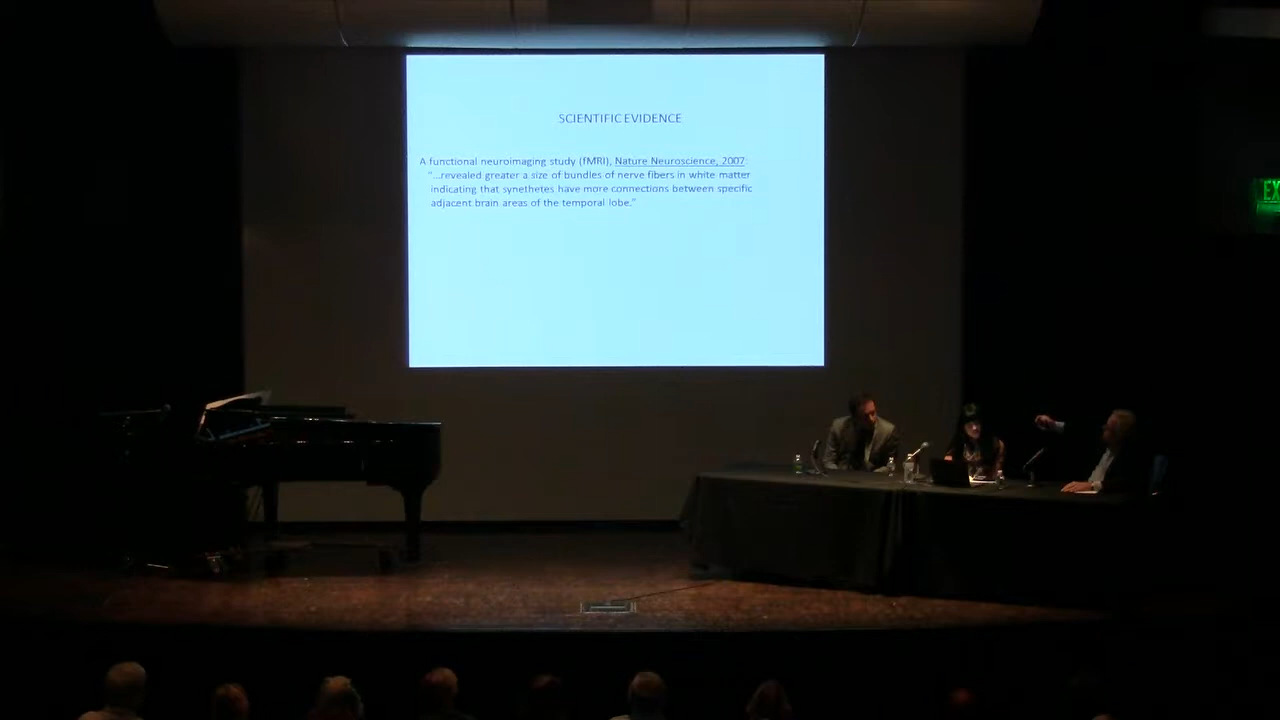 SCIENTIFIC EVIDENCE
A functional neuroimaging study (fMRI), Nature Neuroscience, 2007:
"...revealed greater a size of bundles of nerve fibers in white matter
indicating that synethetes have more connections between specific
adjacent brain areas of the temporal lobe."
EX